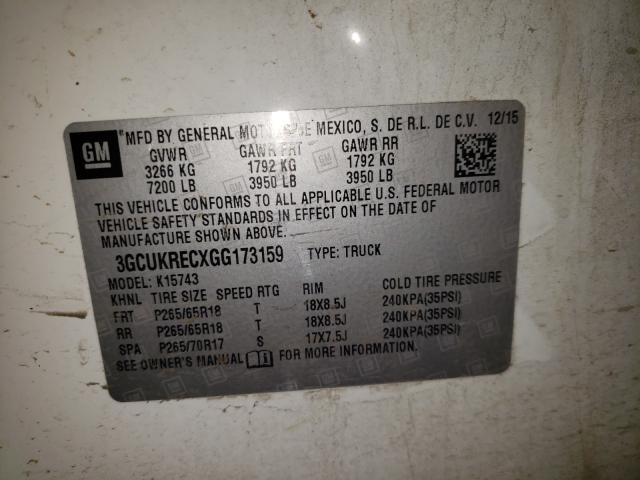 GM
"MFD BY GENERAL MOTORS DE MEXICO, S. DE R.L. DE C.V. 12/15
GVWR GAWR FRT GAWR RR
3266 KG 1792 KG 1792 KG
7200 LB 3950 LB 3950 LB
THIS VEHICLE CONFORMS TO ALL APPLICABLE U.S. FEDERAL MOTOR
VEHICLE SAFETY STANDARDS IN EFFECT ON THE DATE OF
MANUFACTURE SHOWN ABOVE.
3GCUKRECXGG173159 TYPE: TRUCK
MODEL: K15743
KHNL TIRE SIZE SPEED RTG RIM COLD TIRE PRESSURE
FRT P265/65R18 T 18X8.5J 240KPA(35PSI)
RR P265/65R18 T 18X8.5J 240KPA(35PSI)
SPA P265/70R17 S 17X7.5J 240KPA(35PSI)
SEE OWNER'S MANUAL FOR MORE INFORMATION.